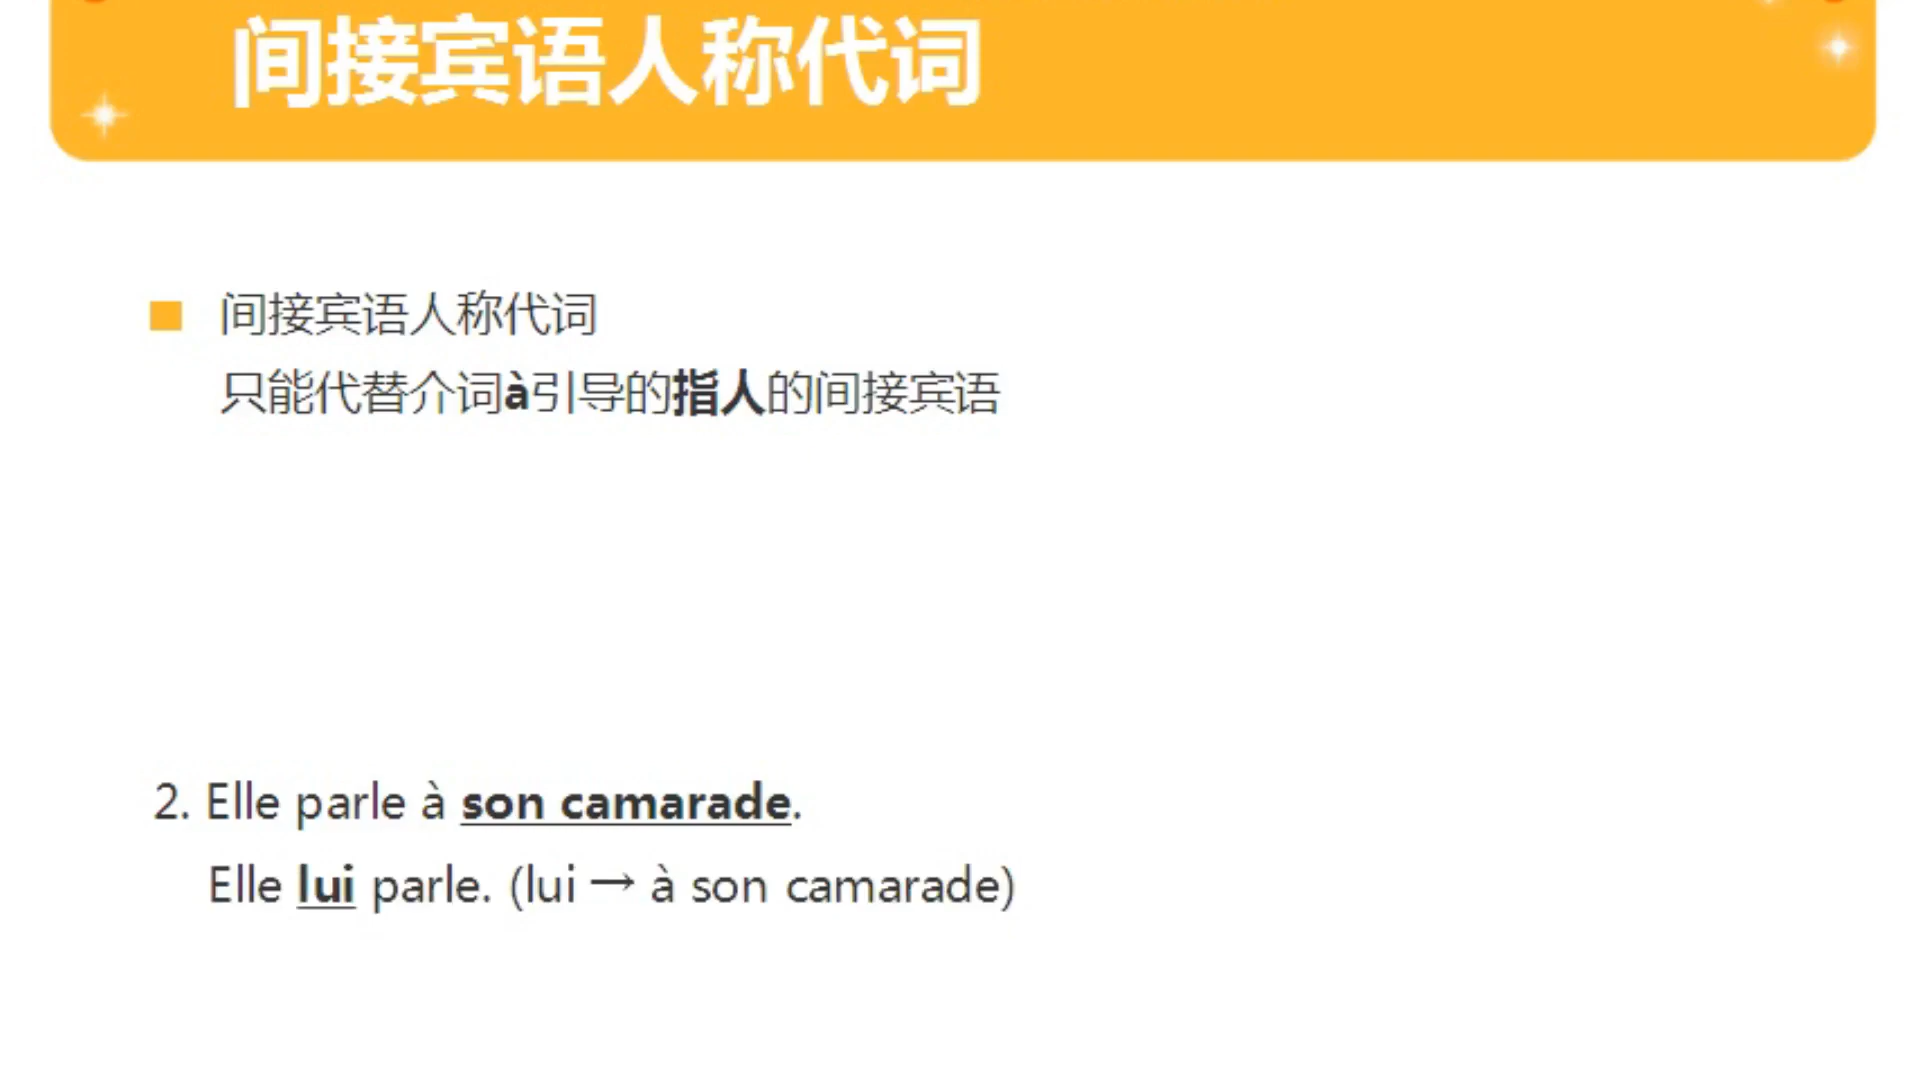 间接宾语人称代词
间接宾语人称代词
只能代替介词à引导的指人的间接宾语
2. Elle parle à son camarade.
Elle lui parle. (lui → à son camarade)